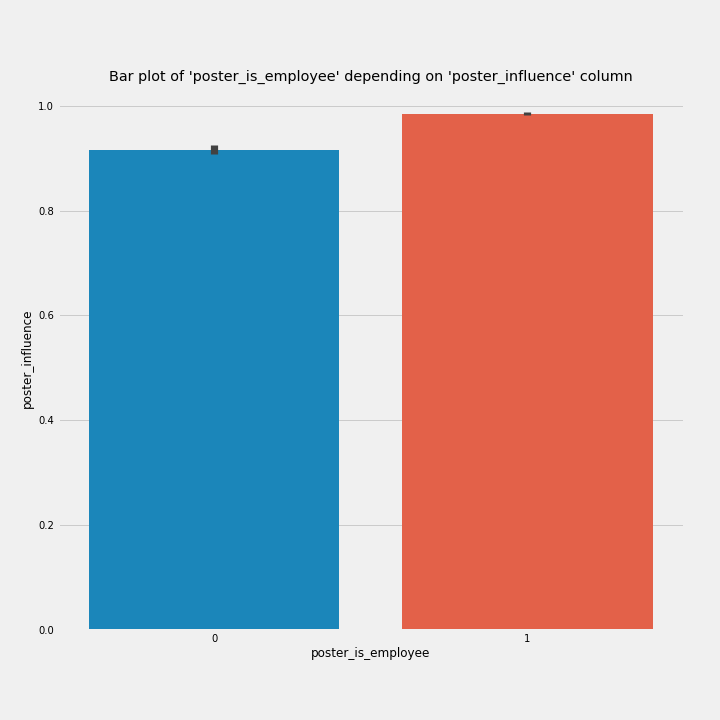 Bar plot of 'poster_is_employee' depending on 'poster_influence' column
1.0
0.8
0.6
0.4
0.2
0.0
poster_influence
0 1
poster_is_employee